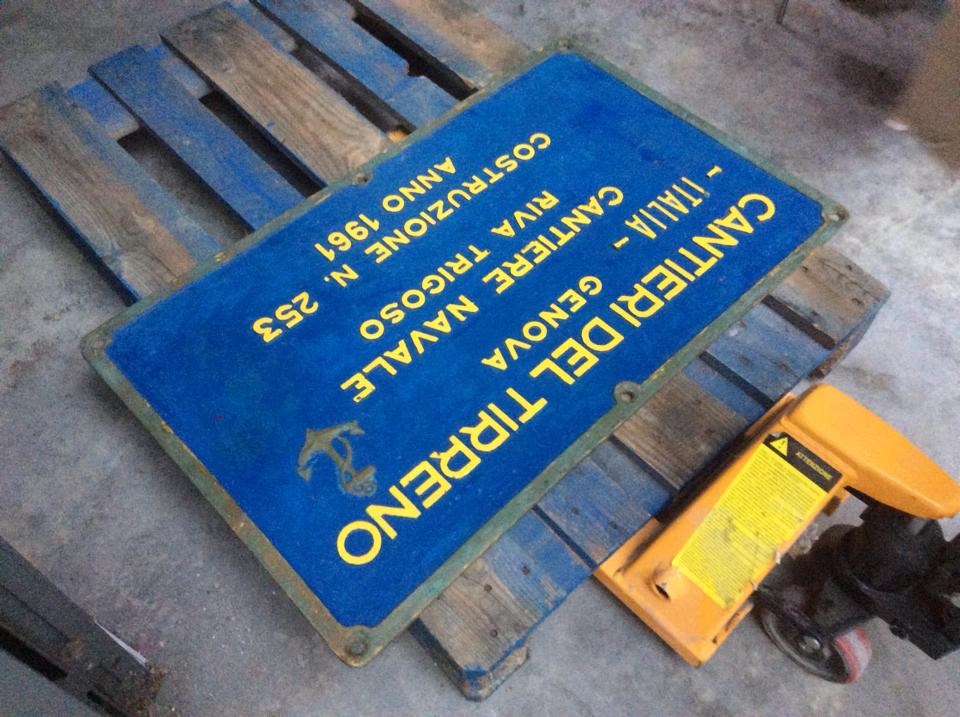 CANTIERI DEL TIRRENO
- ITALIA - GENOVA
CANTIERE NAVALE
RIVA TRIGOSO
COSTRUZIONE N. 253
ANNO 1961
ATTENZIONE